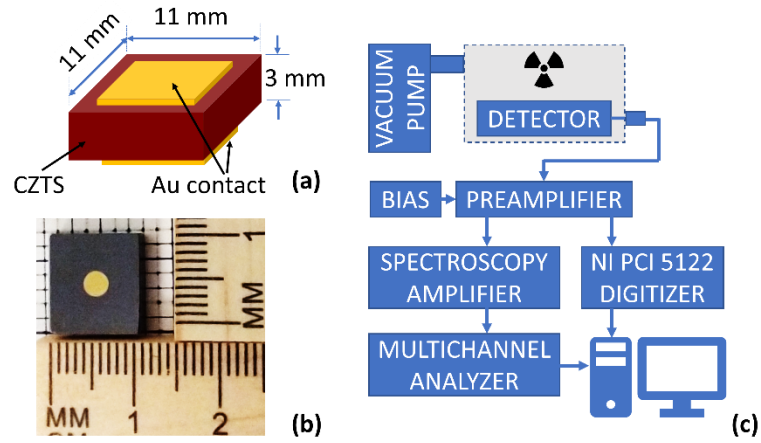 11 mm
11 mm
3 mm
CZTS
Au contact
(a)
1
MM
MM
1
2
(b)
VACUUM
PUMP
DETECTOR
BIAS
PREAMPLIFIER
SPECTROSCOPY
AMPLIFIER
NI PCI 5122
DIGITIZER
MULTICHANNEL
ANALYZER
(c)